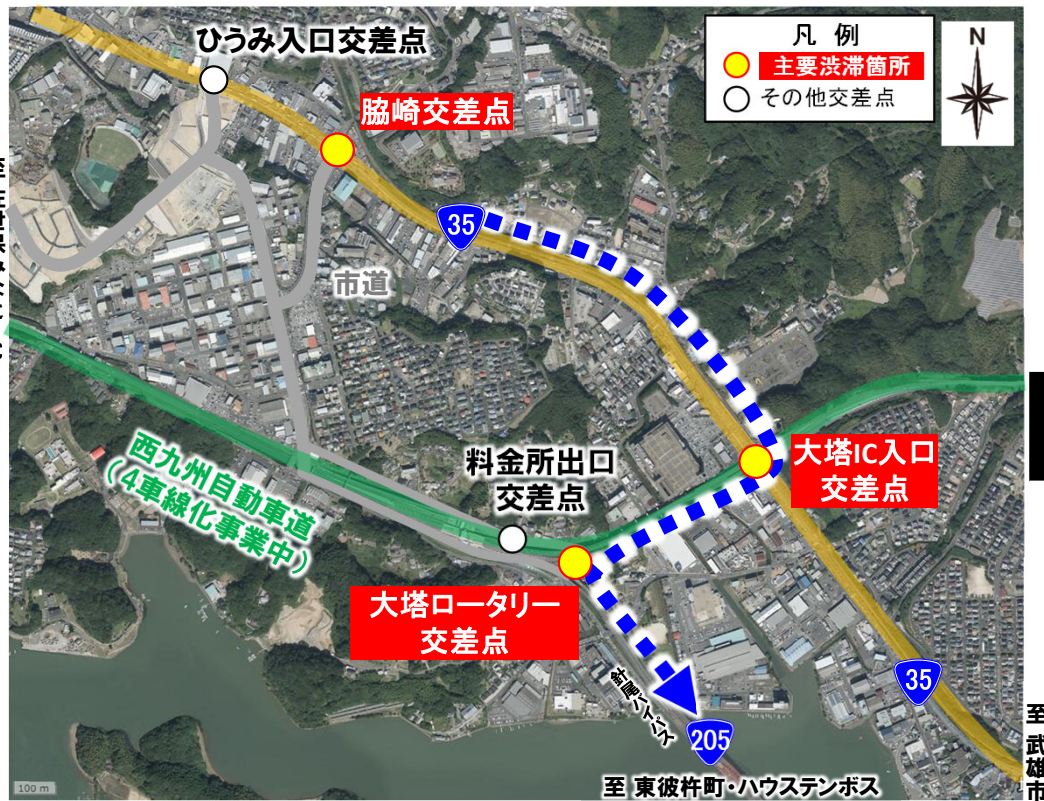 ひうみ入口交差点
凡 例
主要渋滞箇所
その他交差点
N
脇崎交差点
35
市道
西九州自動車道
(4車線化事業中)
料金所出口
交差点
大塔IC入口
交差点
大塔ロータリー
交差点
針尾バイパス
35
205
至 武雄市
至 東彼杵町・ハウステンボス
100 m